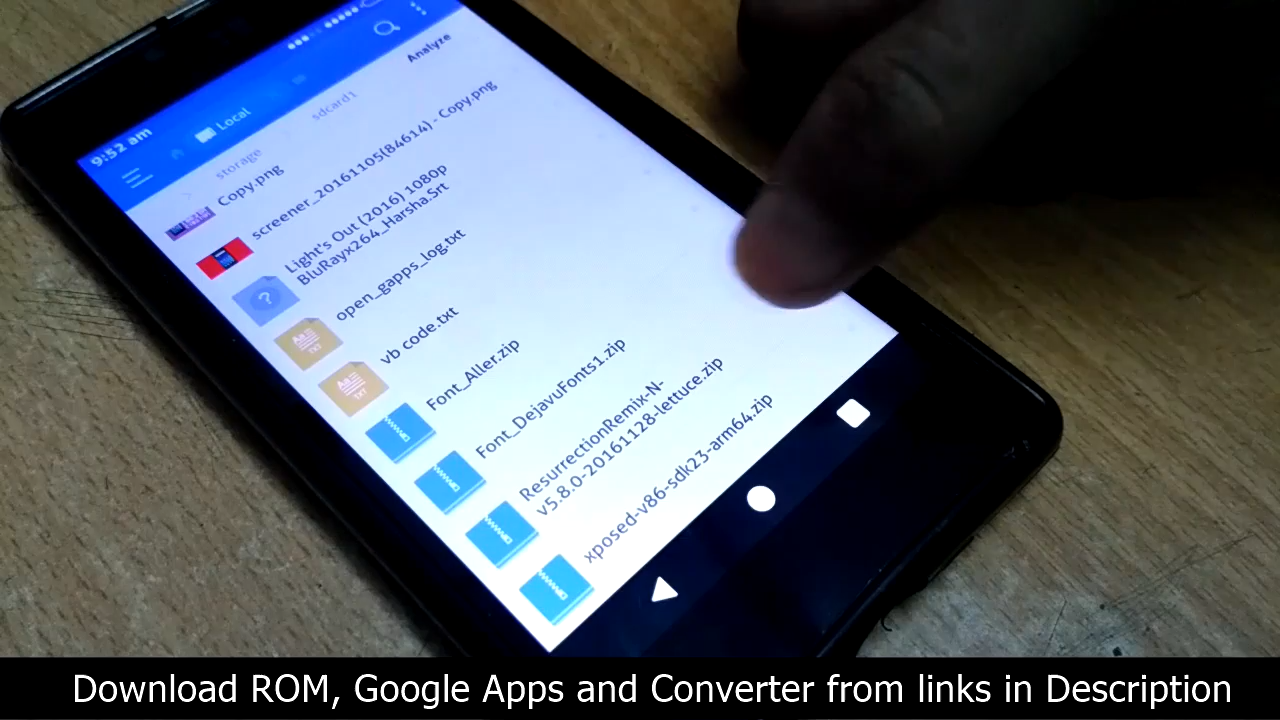 9:52 am
Local
storage
sdcard1
Analyze
Copy.png
screener_20161105(84614) - Copy.png
Light's Out (2016) 1080p
BluRayx264_Harsha.Srt
open_gapps_log.txt
vb code.txt
Font_Aller.zip
Font_DejavuFonts1.zip
ResurrectionRemix-N-
v5.8.0-20161128-lettuce.zip
xposed-v86-sdk23-arm64.zip
Download ROM, Google Apps and Converter from links in Description